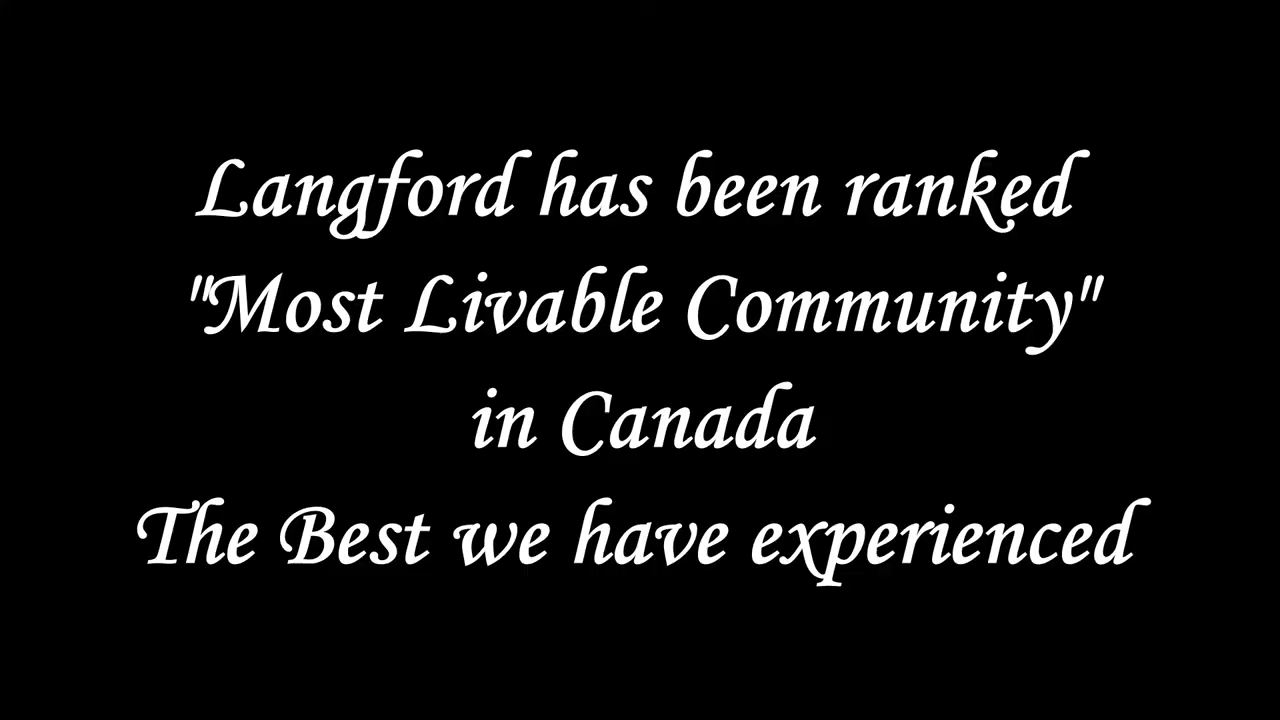 Langford has been ranked
"Most Livable Community"
in Canada
The Best we have experienced